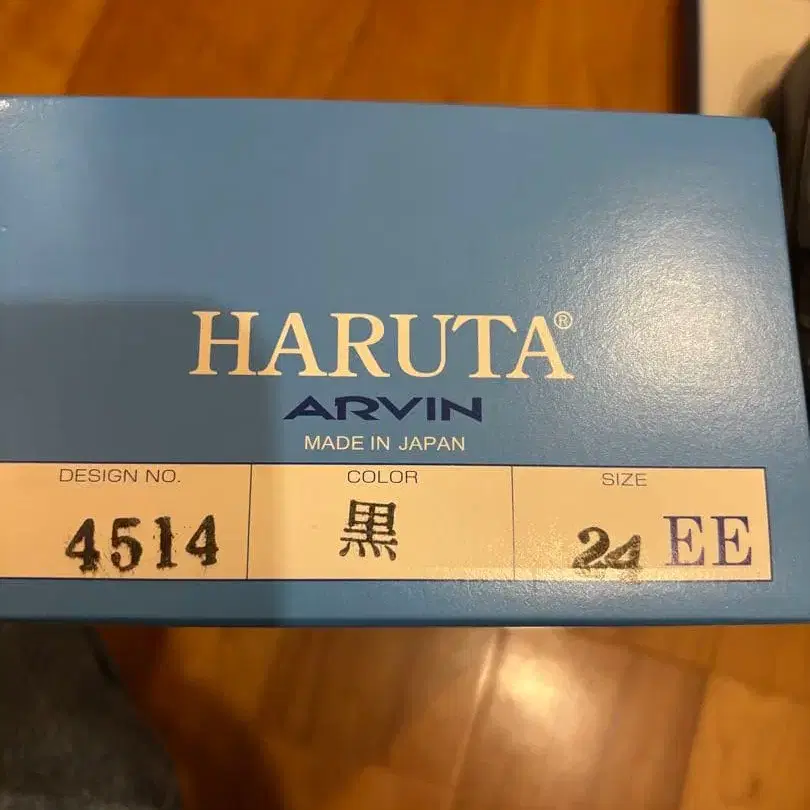 HARUTA®
ARVIN
MADE IN JAPAN
DESIGN NO. COLOR SIZE
4514 黒 24 EE